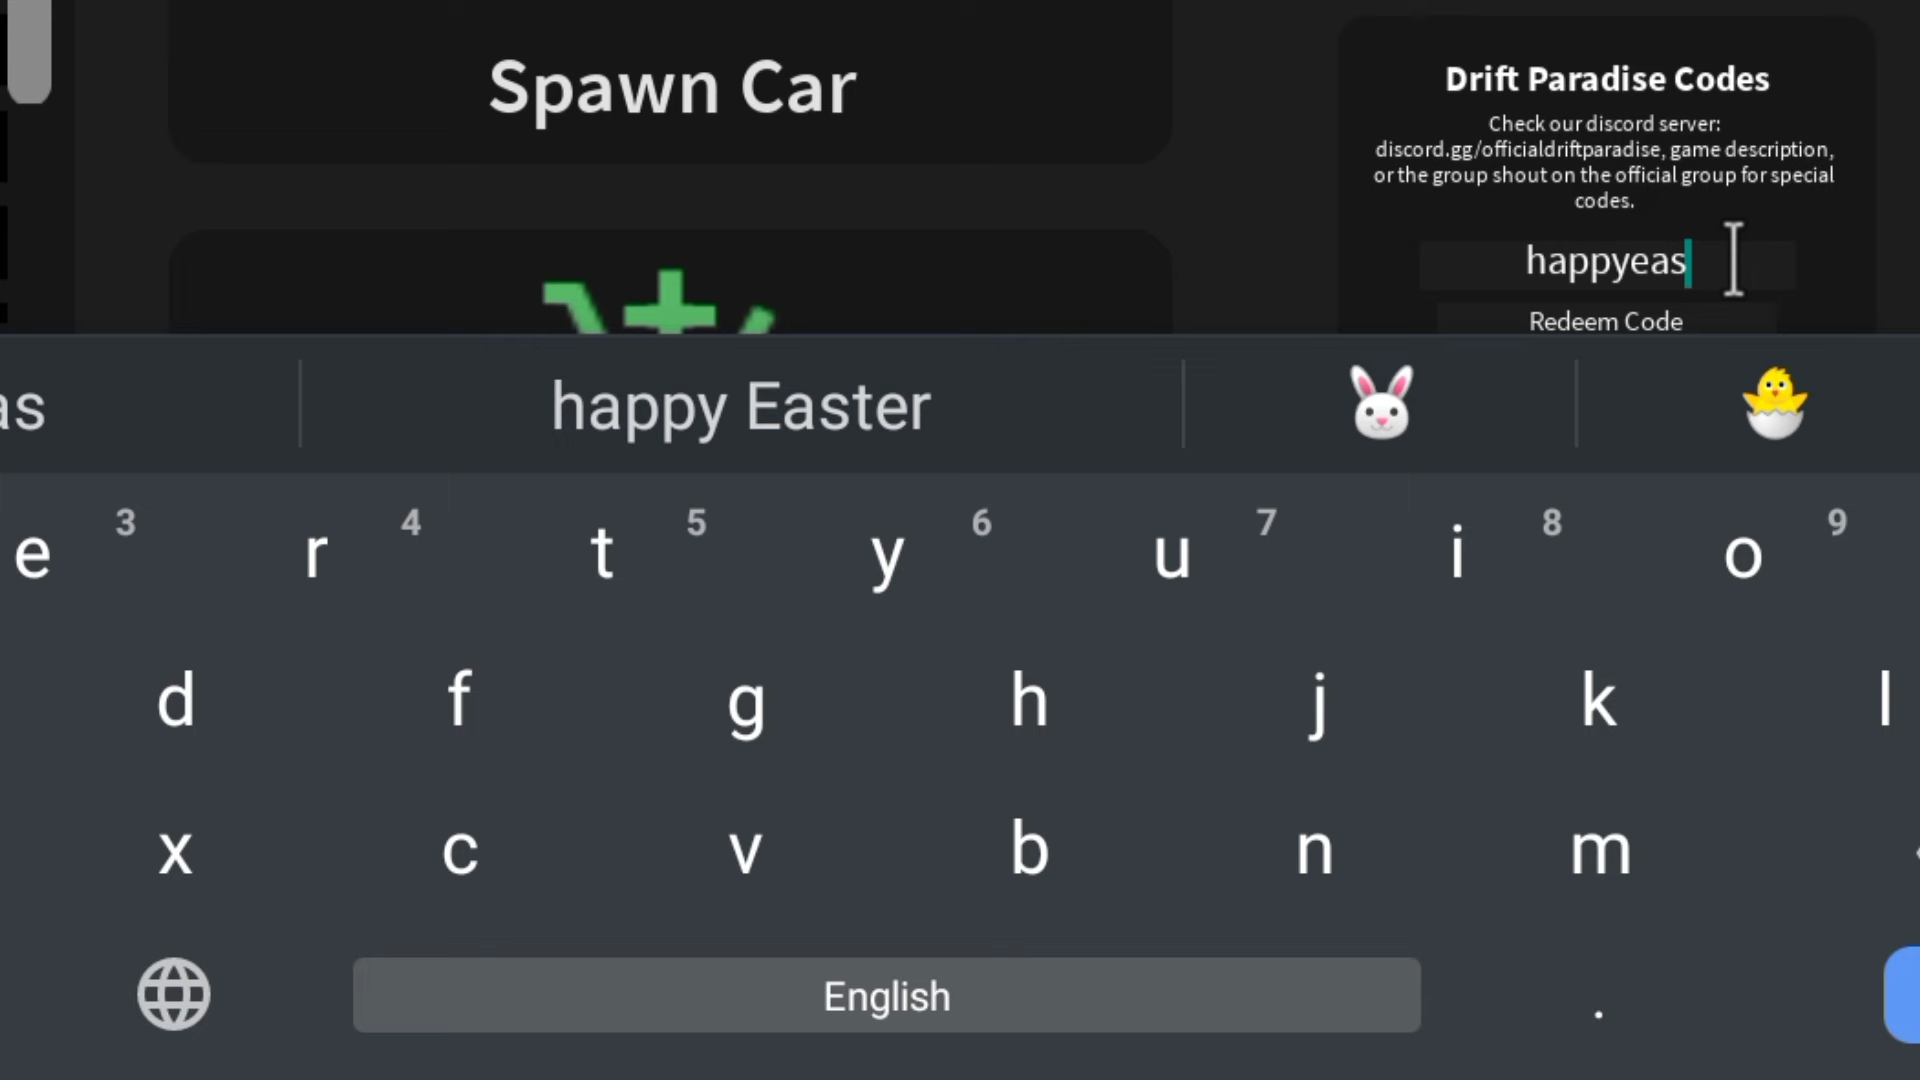 Spawn Car
Drift Paradise Codes
Check our discord server:
discord.gg/officialdriftparadise, game description,
or the group shout on the official group for special
codes.
happyeas
Redeem Code
as
happy Easter
3 4 5 6 7 8 9
e r t y u i o
d f g h j k l
x c v b n m
English .